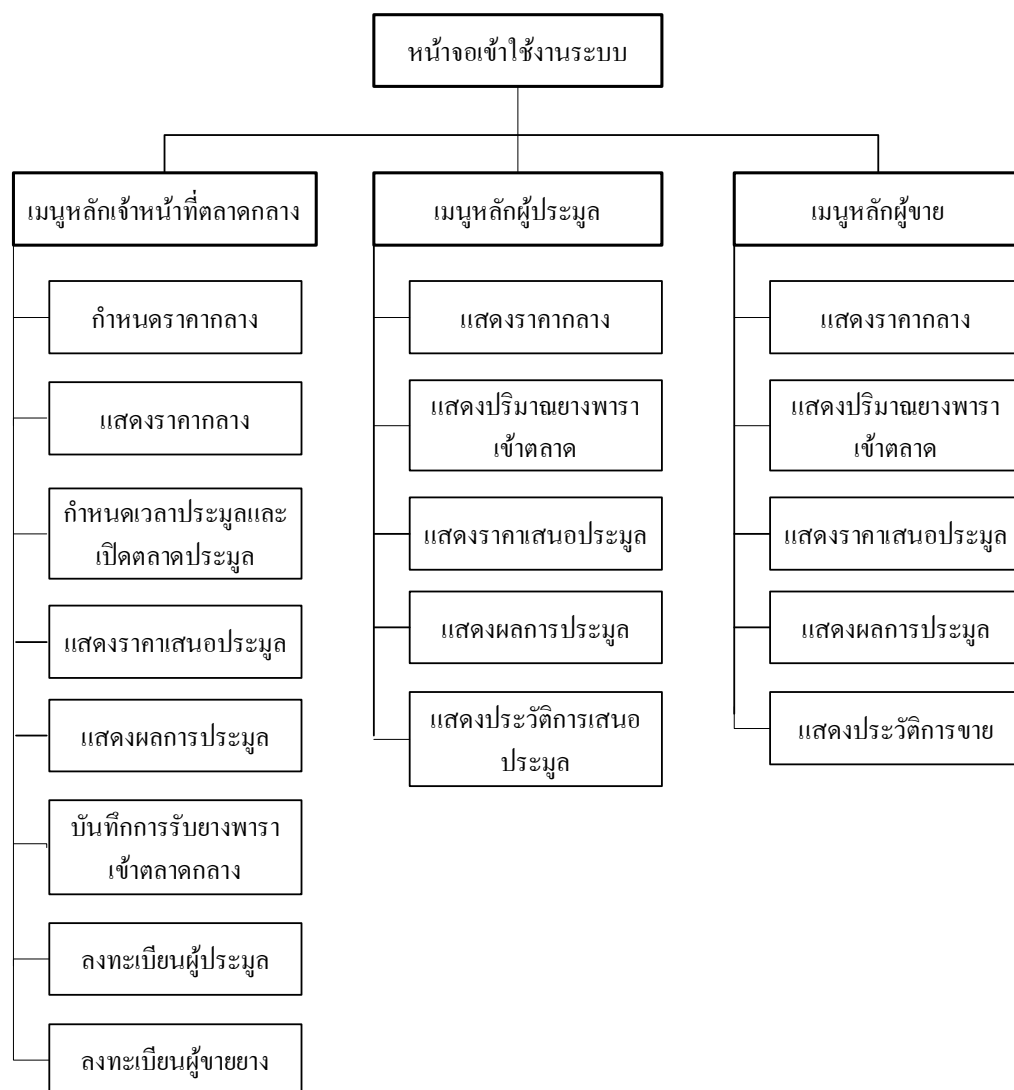 หน้าจอเข้าใช้งานระบบ
เมนูหลักเจ้าหน้าที่ตลาดกลาง
กำหนดราคากลาง
แสดงราคากลาง
กำหนดเวลาประมูลและ
เปิดตลาดประมูล
แสดงราคาเสนอประมูล
แสดงผลการประมูล
บันทึกการรับยางพารา
เข้าตลาดกลาง
ลงทะเบียนผู้ประมูล
ลงทะเบียนผู้ขายยาง
เมนูหลักผู้ประมูล
แสดงราคากลาง
แสดงปริมาณยางพารา
เข้าตลาด
แสดงราคาเสนอประมูล
แสดงผลการประมูล
แสดงประวัติการเสนอ
ประมูล
เมนูหลักผู้ขาย
แสดงราคากลาง
แสดงปริมาณยางพารา
เข้าตลาด
แสดงราคาเสนอประมูล
แสดงผลการประมูล
แสดงประวัติการขาย